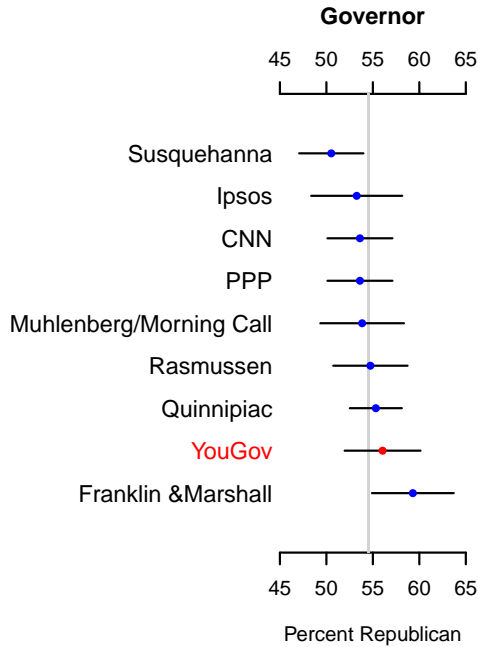 Governor
45 50 55 60 65
Susquehanna
Ipsos
CNN
PPP
Muhlenberg/Morning Call
Rasmussen
Quinnipiac
YouGov
Franklin &Marshall
45 50 55 60 65
Percent Republican